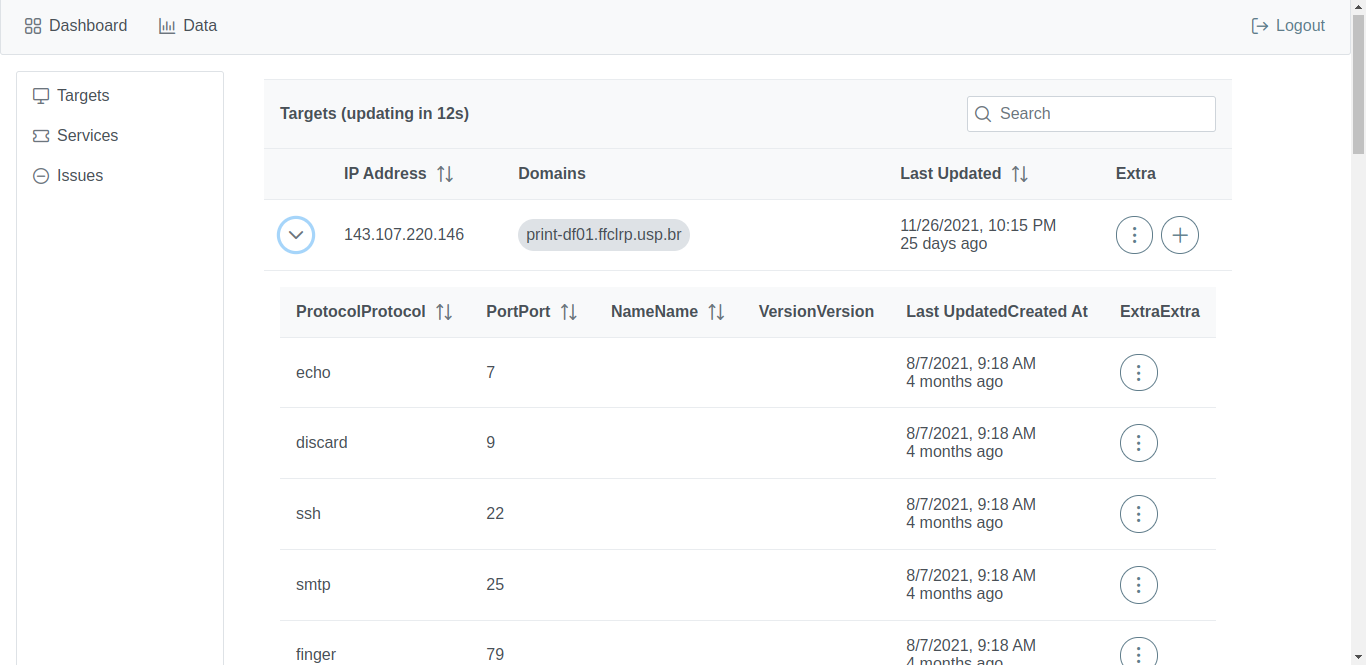 Dashboard Data Logout
Targets
Services
Issues
Targets (updating in 12s) Search
IP Address Domains Last Updated Extra
143.107.220.146 print-df01.ffclrp.usp.br 11/26/2021, 10:15 PM
25 days ago
ProtocolProtocol PortPort NameName VersionVersion Last UpdatedCreated At ExtraExtra
echo 7 8/7/2021, 9:18 AM
4 months ago
discard 9 8/7/2021, 9:18 AM
4 months ago
ssh 22 8/7/2021, 9:18 AM
4 months ago
smtp 25 8/7/2021, 9:18 AM
4 months ago
finger 79 8/7/2021, 9:18 AM
4 months ago